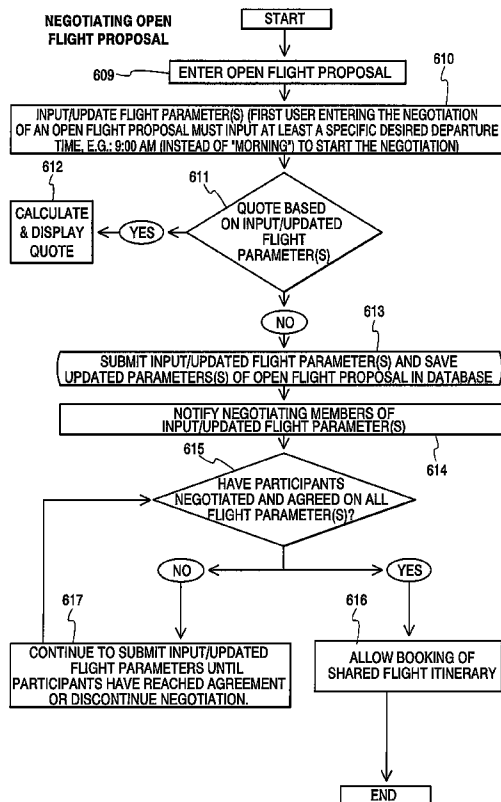 NEGOTIATING OPEN
FLIGHT PROPOSAL
START
609
ENTER OPEN FLIGHT PROPOSAL
610
INPUT/UPDATE FLIGHT PARAMETER(S) (FIRST USER ENTERING THE NEGOTIATION
OF AN OPEN FLIGHT PROPOSAL MUST INPUT AT LEAST A SPECIFIC DESIRED DEPARTURE
TIME, E.G.: 9:00 AM (INSTEAD OF "MORNING") TO START THE NEGOTIATION)
612
611
CALCULATE
& DISPLAY
QUOTE
YES
QUOTE BASED
ON INPUT/UPDATED
FLIGHT
PARAMETER(S)
NO
613
SUBMIT INPUT/UPDATED FLIGHT PARAMETER(S) AND SAVE
UPDATED PARAMETERS(S) OF OPEN FLIGHT PROPOSAL IN DATABASE
NOTIFY NEGOTIATING MEMBERS OF
INPUT/UPDATED FLIGHT PARAMETER(S)
614
615
HAVE PARTICIPANTS
NEGOTIATED AND AGREED ON ALL
FLIGHT PARAMETER(S)?
NO
YES
617
CONTINUE TO SUBMIT INPUT/UPDATED
FLIGHT PARAMETERS UNTIL
PARTICIPANTS HAVE REACHED AGREEMENT
OR DISCONTINUE NEGOTIATION.
616
ALLOW BOOKING OF
SHARED FLIGHT ITINERARY
END